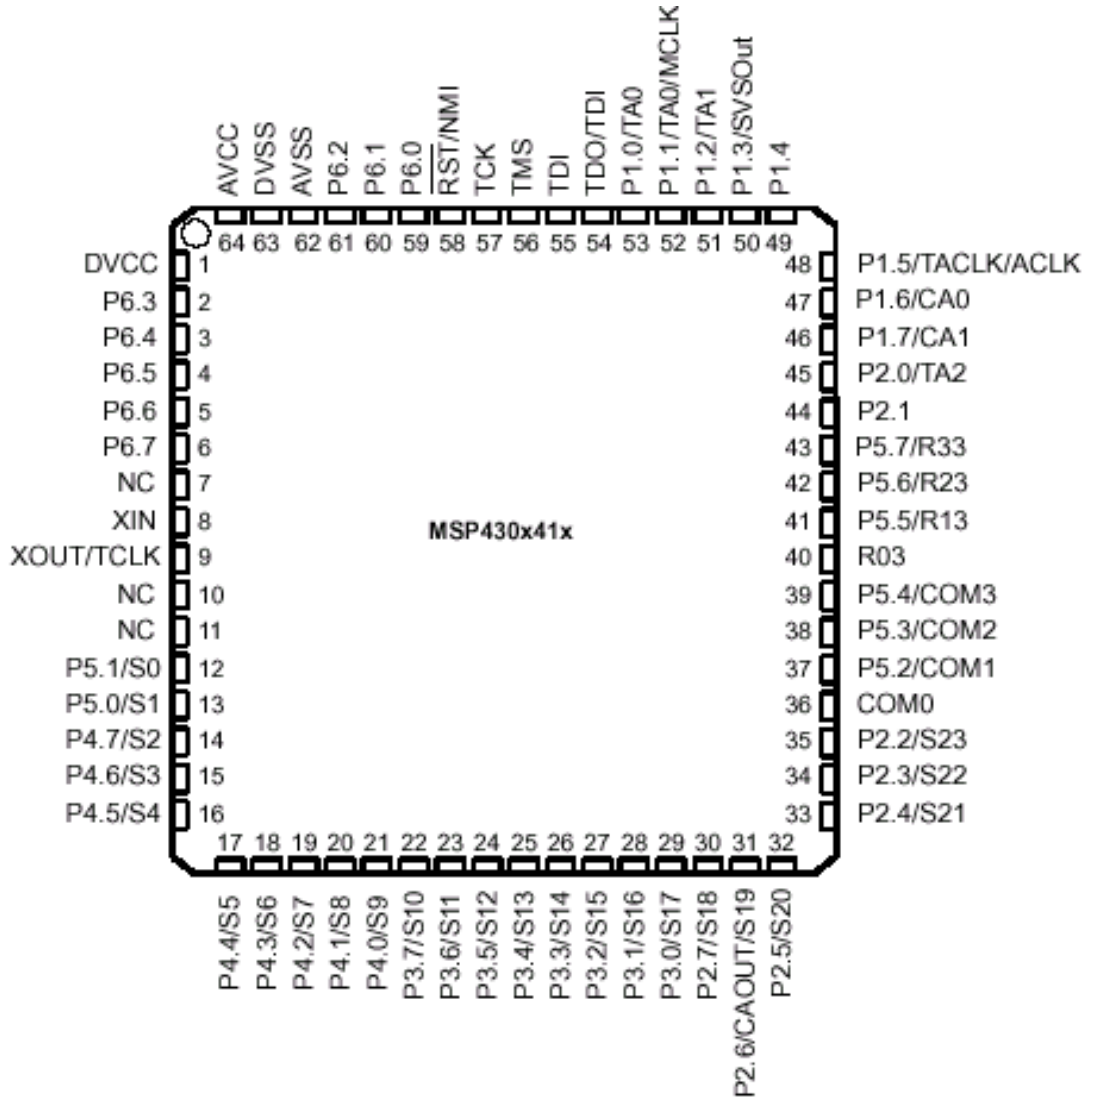 AVCC
DVSS
AVSS
P6.2
P6.1
P6.0
RST/NMI
TCK
TMS
TDI
TDO/TDI
P1.0/TA0
P1.1/TA0/MCLK
P1.2/TA1
P1.3/SVSOut
P1.4
64 63 62 61 60 59 58 57 56 55 54 53 52 51 50 49
DVCC 1 48 P1.5/TACLK/ACLK
P6.3 2 47 P1.6/CA0
P6.4 3 46 P1.7/CA1
P6.5 4 45 P2.0/TA2
P6.6 5 44 P2.1
P6.7 6 43 P5.7/R33
NC 7 42 P5.6/R23
XIN 8 41 P5.5/R13
MSP430x41x
XOUT/TCLK 9 40 R03
NC 10 39 P5.4/COM3
NC 11 38 P5.3/COM2
P5.1/S0 12 37 P5.2/COM1
P5.0/S1 13 36 COM0
P4.7/S2 14 35 P2.2/S23
P4.6/S3 15 34 P2.3/S22
P4.5/S4 16 33 P2.4/S21
17 18 19 20 21 22 23 24 25 26 27 28 29 30 31 32
P4.4/S5
P4.3/S6
P4.2/S7
P4.1/S8
P4.0/S9
P3.7/S10
P3.6/S11
P3.5/S12
P3.4/S13
P3.3/S14
P3.2/S15
P3.1/S16
P3.0/S17
P2.7/S18
P2.6/CAOUT/S19
P2.5/S20